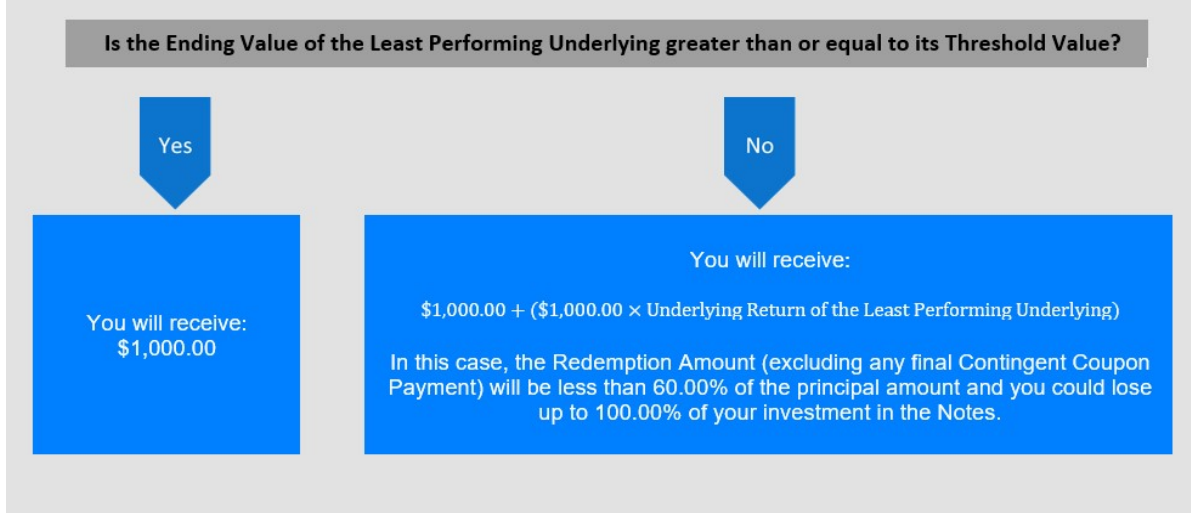 Is the Ending Value of the Least Performing Underlying greater than or equal to its Threshold Value?
Yes
No
You will receive:
$1,000.00
You will receive:
$1,000.00 + ($1,000.00 × Underlying Return of the Least Performing Underlying)
In this case, the Redemption Amount (excluding any final Contingent Coupon
Payment) will be less than 60.00% of the principal amount and you could lose
up to 100.00% of your investment in the Notes.